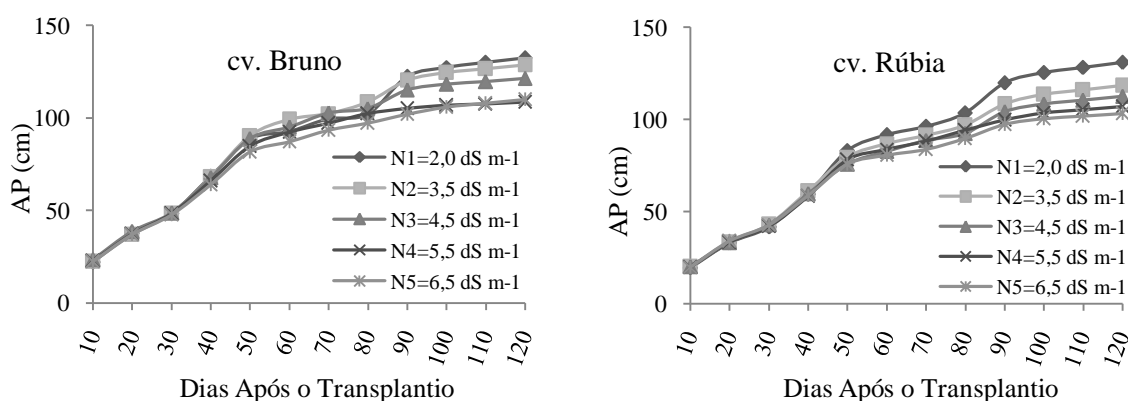 cv. Bruno
AP (cm)
150
100
50
0
N1=2,0 dS m-1
N2=3,5 dS m-1
N3=4,5 dS m-1
N4=5,5 dS m-1
N5=6,5 dS m-1
10 20 30 40 50 60 70 80 90 100 110 120
Dias Após o Transplantio
cv. Rúbia
AP (cm)
150
100
50
0
N1=2,0 dS m-1
N2=3,5 dS m-1
N3=4,5 dS m-1
N4=5,5 dS m-1
N5=6,5 dS m-1
10 20 30 40 50 60 70 80 90 100 110 120
Dias Após o Transplantio